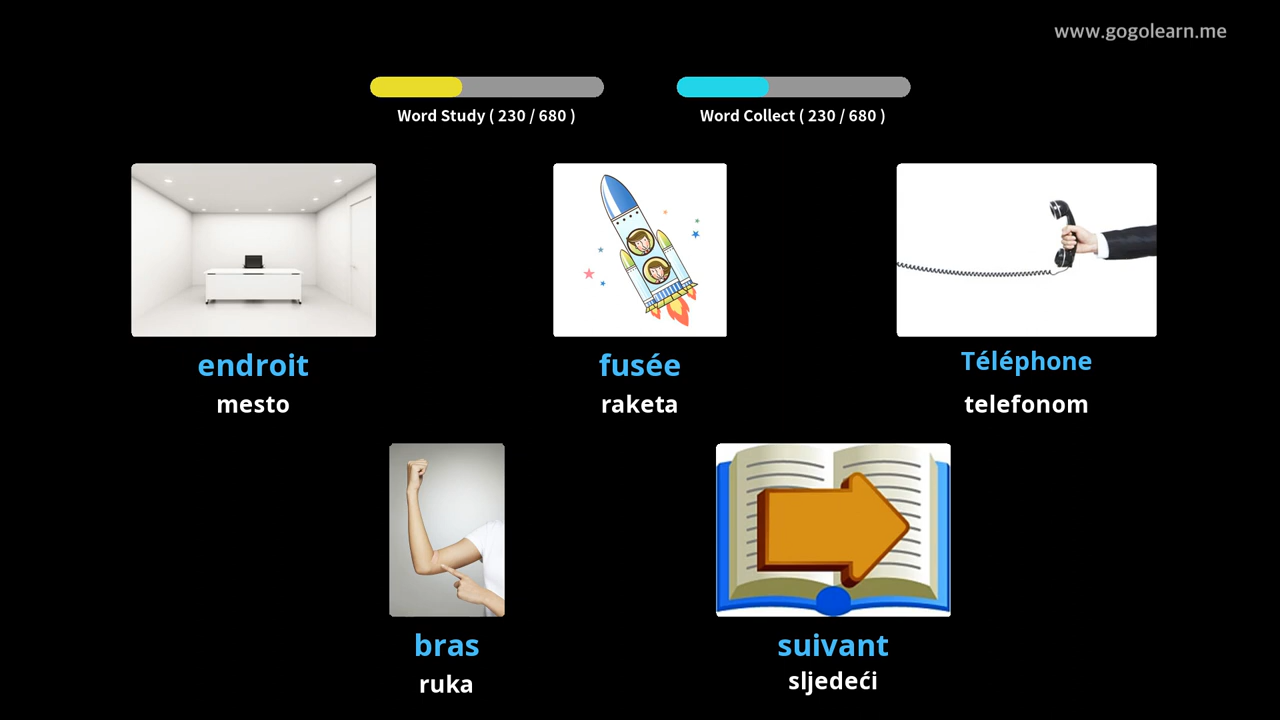 www.gogolearn.me
Word Study ( 230 / 680 )
Word Collect ( 230 / 680 )
endroit
mesto
fusée
raketa
Téléphone
telefonom
bras
ruka
suivant
sljedeći